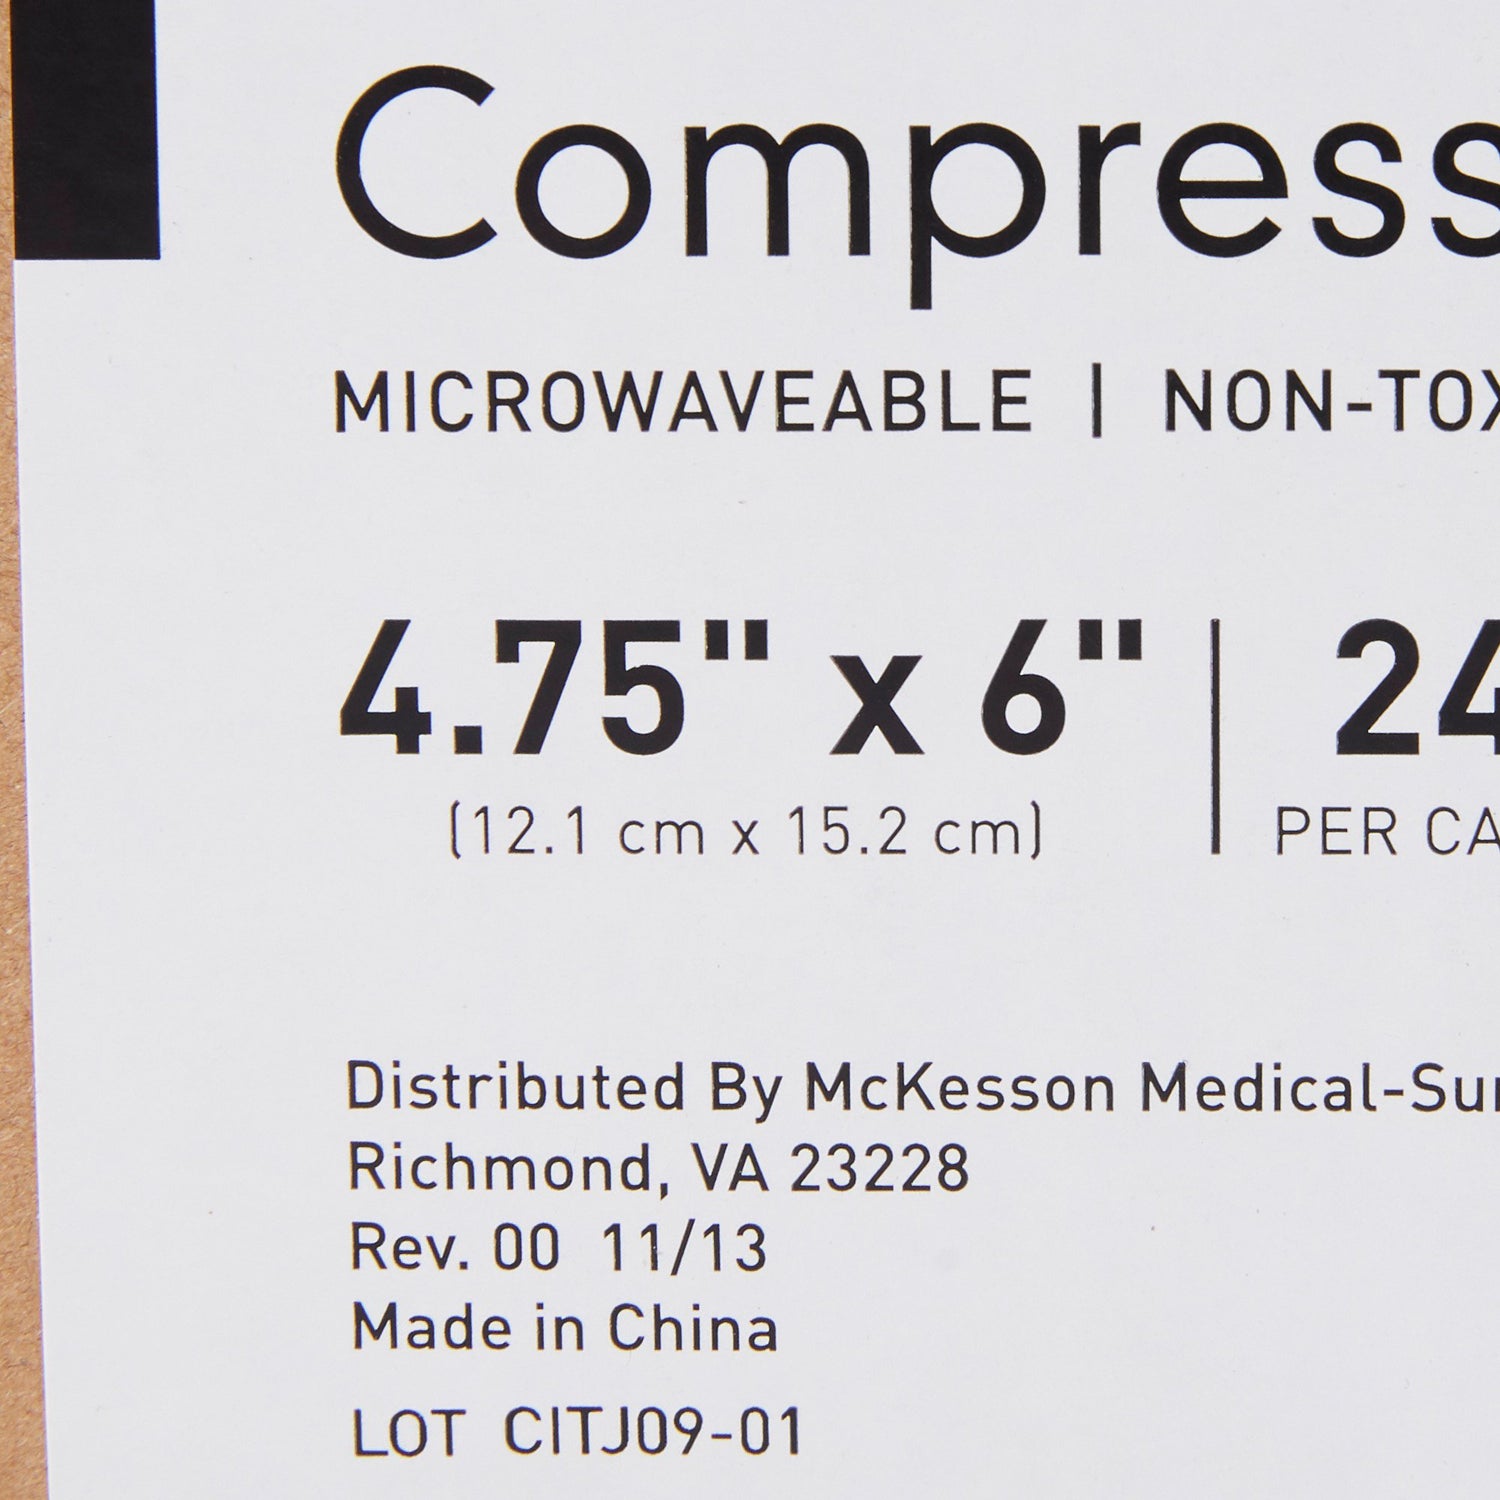 Compress
MICROWAVEABLE | NON-TOX
4.75" x 6" | 24
(12.1 cm x 15.2 cm) PER CA
Distributed By McKesson Medical-Sur
Richmond, VA 23228
Rev. 00 11/13
Made in China
LOT CITJ09-01